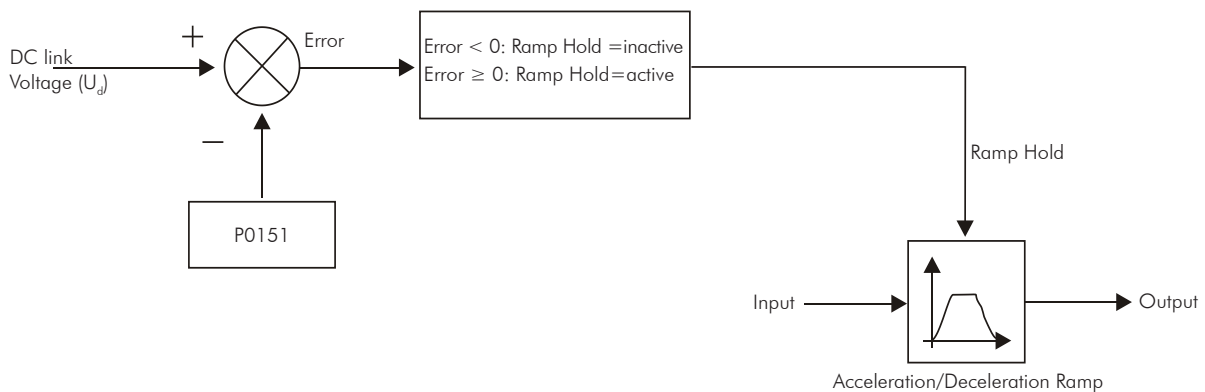 +
Error
DC link
Voltage (U_d)
Error < 0: Ramp Hold =inactive
Error ≥ 0: Ramp Hold=active
—
P0151
Ramp Hold
Input
Output
Acceleration/Deceleration Ramp